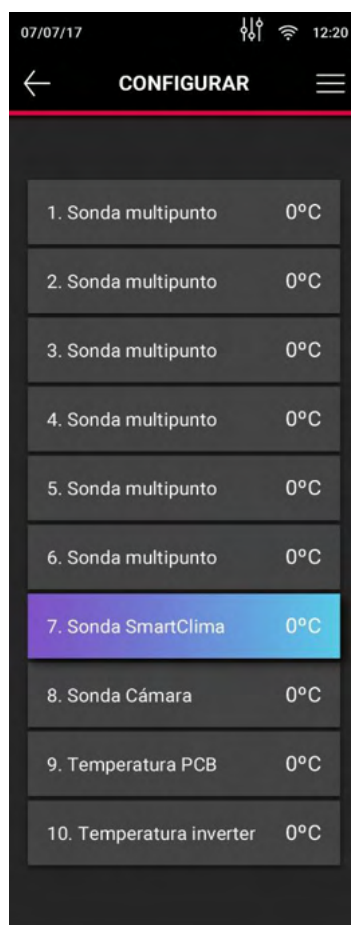 07/07/17 12:20
CONFIGURAR
1. Sonda multipunto 0ºC
2. Sonda multipunto 0ºC
3. Sonda multipunto 0ºC
4. Sonda multipunto 0ºC
5. Sonda multipunto 0ºC
6. Sonda multipunto 0ºC
7. Sonda SmartClima 0ºC
8. Sonda Cámara 0ºC
9. Temperatura PCB 0ºC
10. Temperatura inverter 0ºC